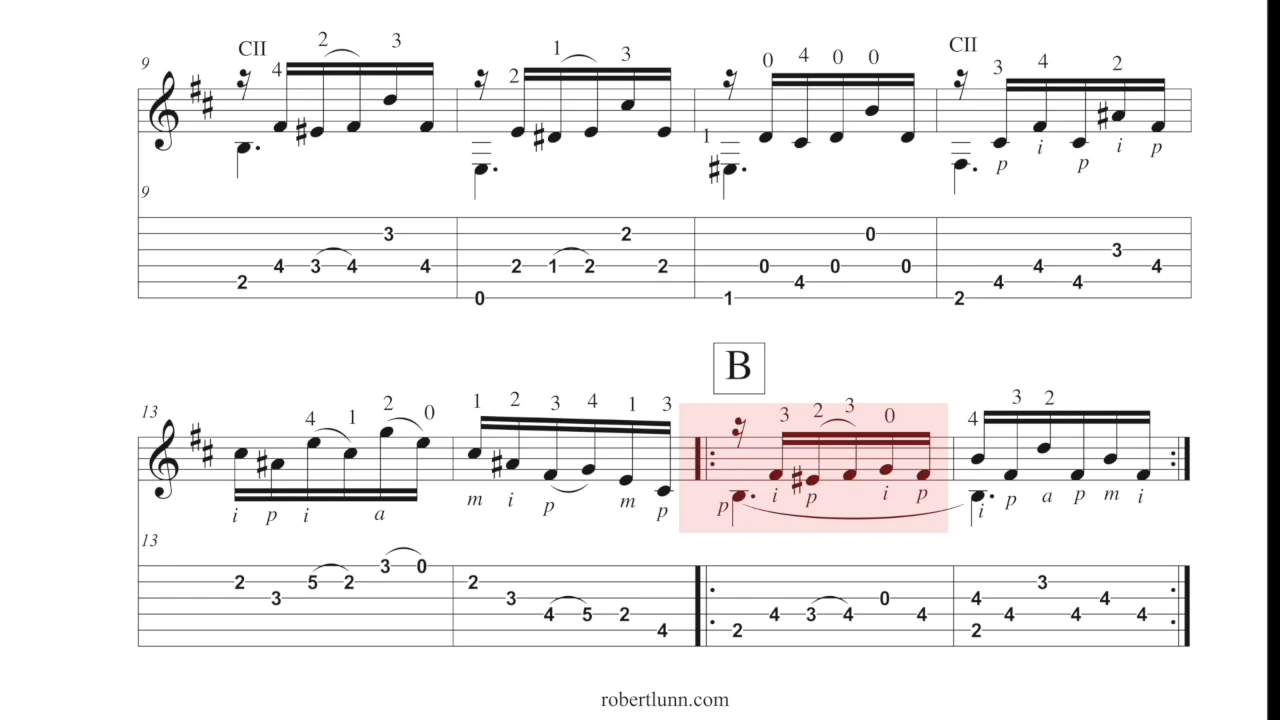 CII 2 1 3 CII
9 4 2 3 0 4 0 0 3 4 2
1
p i p i p
9
2 4 3 4 3 4 0 2 1 2 2 2 1 0 4 0 0 0 2 4 4 4 3 4
B
13 4 1 2 0 1 2 3 4 1 3 3 2 3 0 4 3 2
i p i a m i p m p p i p i p i p a p m i
13
2 3 5 2 3 0 2 3 4 5 2 4 2 4 3 4 0 4 4 2 4 3 4 4 4
robertlunn.com